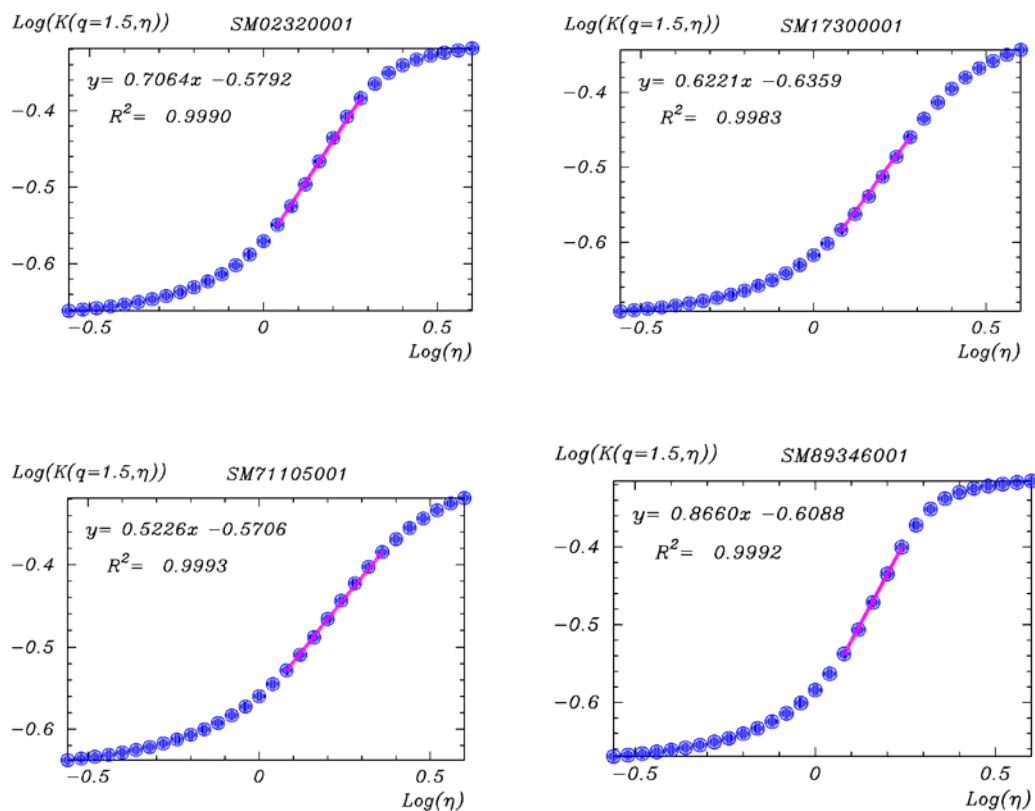 Log(K(q=1.5,η)) SM02320001
y= 0.7064x −0.5792
R²= 0.9990
−0.4
−0.5
−0.6
−0.5 0 0.5
Log(η)
Log(K(q=1.5,η)) SM17300001
y= 0.6221x −0.6359
R²= 0.9983
−0.4
−0.5
−0.6
−0.5 0 0.5
Log(η)
Log(K(q=1.5,η)) SM71105001
y= 0.5226x −0.5706
R²= 0.9993
−0.4
−0.5
−0.6
−0.5 0 0.5
Log(η)
Log(K(q=1.5,η)) SM89346001
y= 0.8660x −0.6088
R²= 0.9992
−0.4
−0.5
−0.6
−0.5 0 0.5
Log(η)